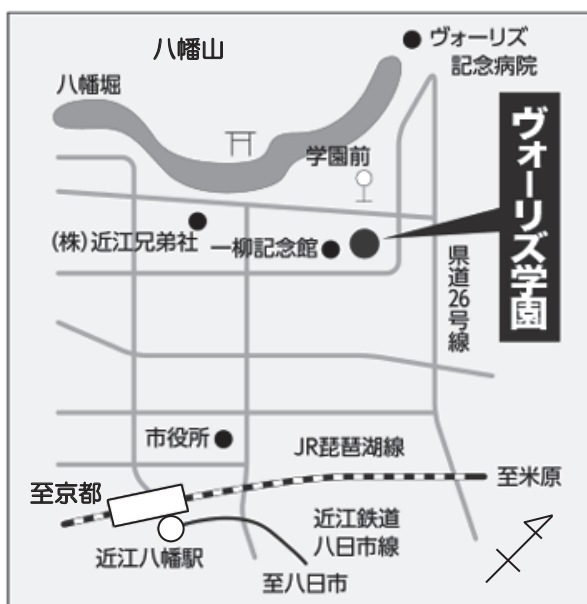 八幡山
ヴォーリズ
記念病院
八幡堀
ヴォーリズ学園
学園前
(株)近江兄弟社
一柳記念館
県道26号線
市役所
JR琵琶湖線
至京都
至米原
近江鉄道
八日市線
近江八幡駅
至八日市